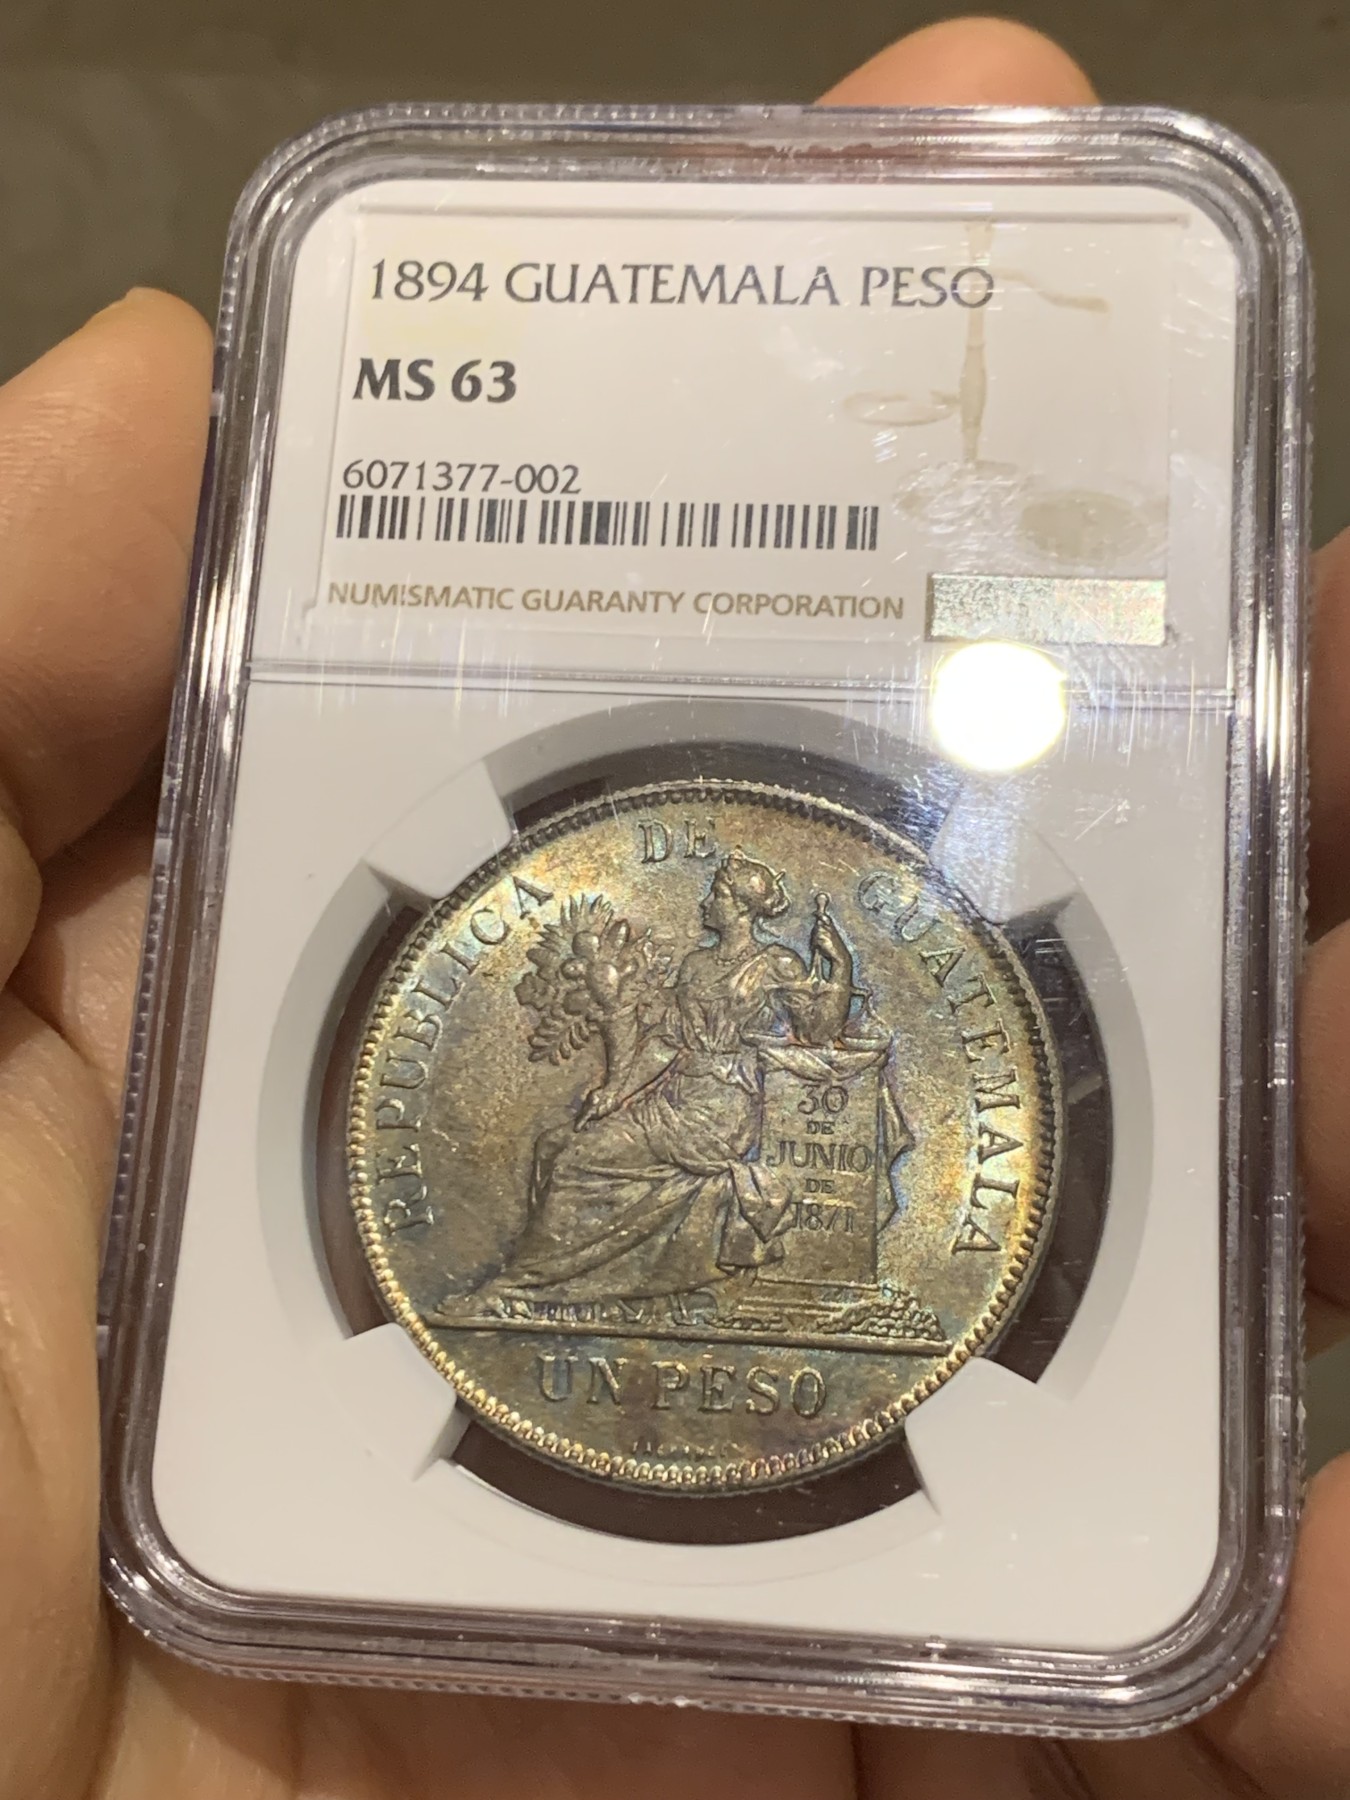 1894 GUATEMALA PESO
MS 63
6071377-002
NUMISMATIC GUARANTY CORPORATION
REPUBLICA DE GUATEMALA
30
DE
JUNIO
DE
1871
UN PESO